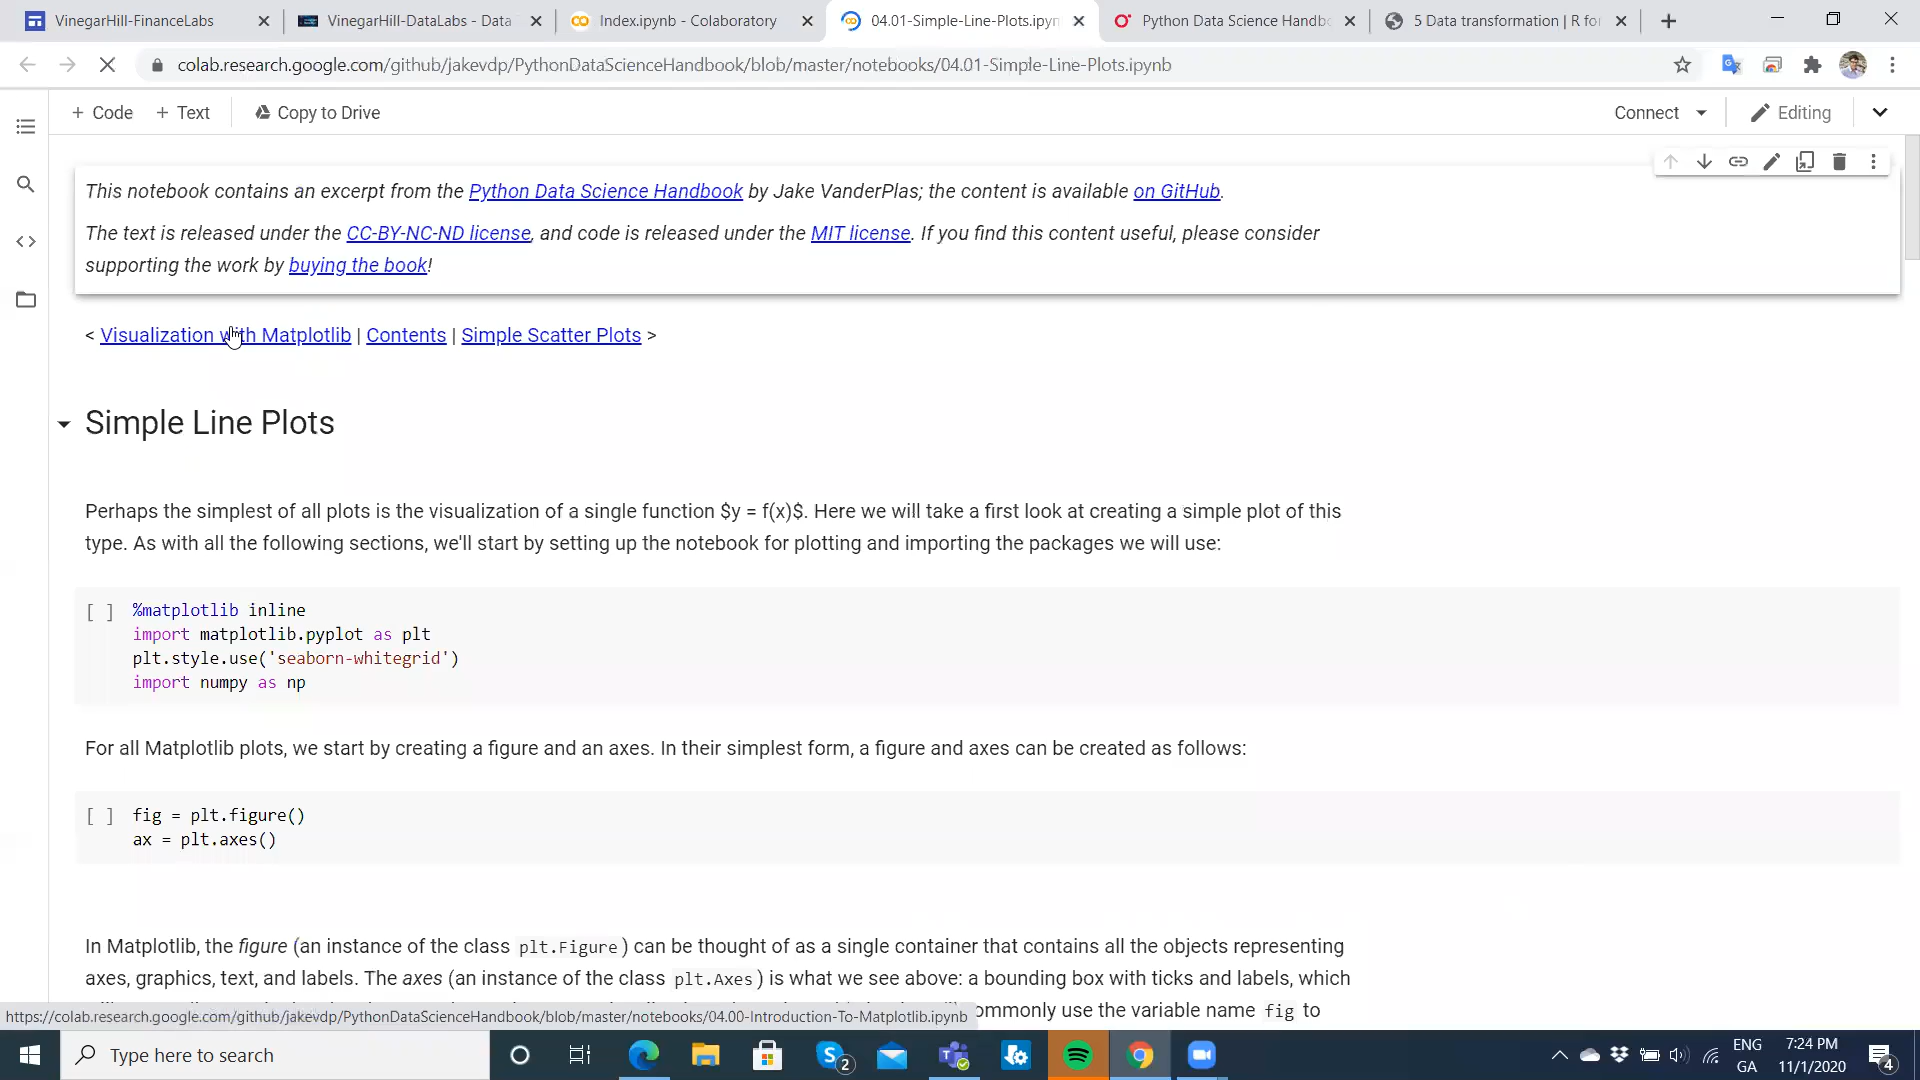 VinegarHill-FinanceLabs
VinegarHill-DataLabs - Data
Index.ipynb - Colaboratory
04.01-Simple-Line-Plots.ipyn
Python Data Science Handb
5 Data transformation | R fo
colab.research.google.com/github/jakevdp/PythonDataScienceHandbook/blob/master/notebooks/04.01-Simple-Line-Plots.ipynb
+ Code + Text Copy to Drive
Connect Editing
This notebook contains an excerpt from the Python Data Science Handbook by Jake VanderPlas; the content is available on GitHub.
The text is released under the CC-BY-NC-ND license, and code is released under the MIT license. If you find this content useful, please consider
supporting the work by buying the book!
< Visualization with Matplotlib | Contents | Simple Scatter Plots >
Simple Line Plots
Perhaps the simplest of all plots is the visualization of a single function $y = f(x)$. Here we will take a first look at creating a simple plot of this
type. As with all the following sections, we'll start by setting up the notebook for plotting and importing the packages we will use:
[ ] %matplotlib inline
import matplotlib.pyplot as plt
plt.style.use('seaborn-whitegrid')
import numpy as np
For all Matplotlib plots, we start by creating a figure and an axes. In their simplest form, a figure and axes can be created as follows:
[ ] fig = plt.figure()
ax = plt.axes()
In Matplotlib, the figure (an instance of the class plt.Figure) can be thought of as a single container that contains all the objects representing
axes, graphics, text, and labels. The axes (an instance of the class plt.Axes) is what we see above: a bounding box with ticks and labels, which
commonly use the variable name fig to
https://colab.research.google.com/github/jakevdp/PythonDataScienceHandbook/blob/master/notebooks/04.00-Introduction-To-Matplotlib.ipynb
Type here to search
2
ENG
GA
7:24 PM
11/1/2020
4